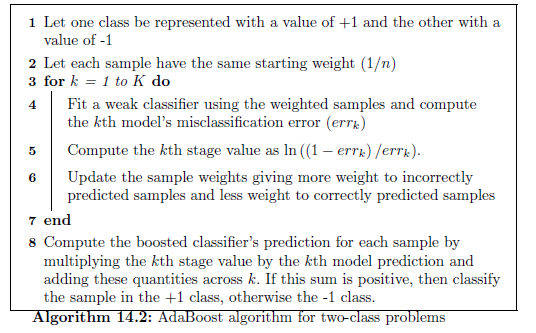 1 Let one class be represented with a value of +1 and the other with a
value of -1
2 Let each sample have the same starting weight (1/n)
3 for k = 1 to K do
4 Fit a weak classifier using the weighted samples and compute
the kth model's misclassification error (err_k)
5 Compute the kth stage value as ln ((1 − err_k) /err_k).
6 Update the sample weights giving more weight to incorrectly
predicted samples and less weight to correctly predicted samples
7 end
8 Compute the boosted classifier's prediction for each sample by
multiplying the kth stage value by the kth model prediction and
adding these quantities across k. If this sum is positive, then classify
the sample in the +1 class, otherwise the -1 class.
Algorithm 14.2: AdaBoost algorithm for two-class problems